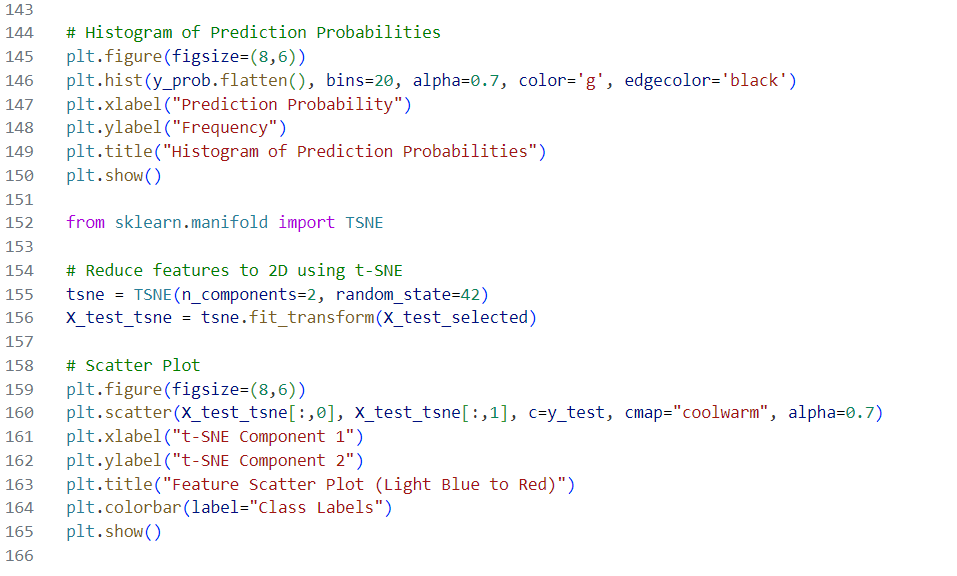 143
144 # Histogram of Prediction Probabilities
145 plt.figure(figsize=(8,6))
146 plt.hist(y_prob.flatten(), bins=20, alpha=0.7, color='g', edgecolor='black')
147 plt.xlabel("Prediction Probability")
148 plt.ylabel("Frequency")
149 plt.title("Histogram of Prediction Probabilities")
150 plt.show()
151
152 from sklearn.manifold import TSNE
153
154 # Reduce features to 2D using t-SNE
155 tsne = TSNE(n_components=2, random_state=42)
156 X_test_tsne = tsne.fit_transform(X_test_selected)
157
158 # Scatter Plot
159 plt.figure(figsize=(8,6))
160 plt.scatter(X_test_tsne[:,0], X_test_tsne[:,1], c=y_test, cmap="coolwarm", alpha=0.7)
161 plt.xlabel("t-SNE Component 1")
162 plt.ylabel("t-SNE Component 2")
163 plt.title("Feature Scatter Plot (Light Blue to Red)")
164 plt.colorbar(label="Class Labels")
165 plt.show()
166